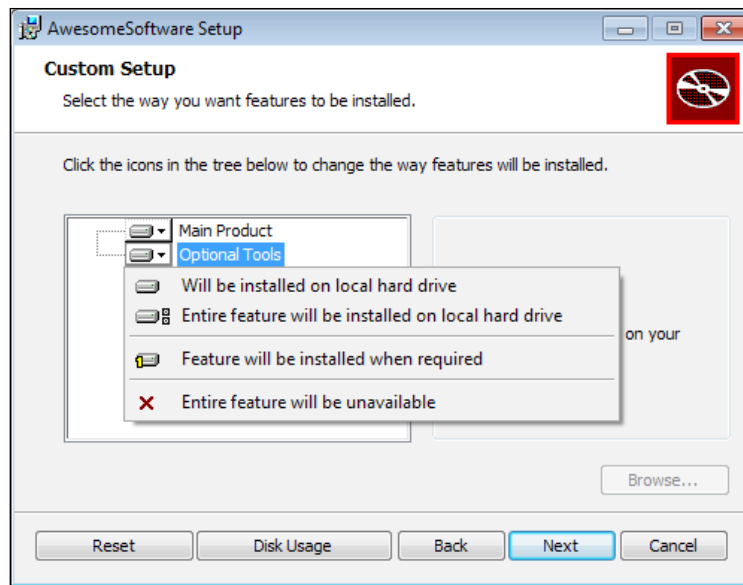 AwesomeSoftware Setup
Custom Setup
Select the way you want features to be installed.
Click the icons in the tree below to change the way features will be installed.
Main Product
Optional Tools
Will be installed on local hard drive
Entire feature will be installed on local hard drive
on your
Feature will be installed when required
Entire feature will be unavailable
Browse...
Reset Disk Usage Back Next Cancel